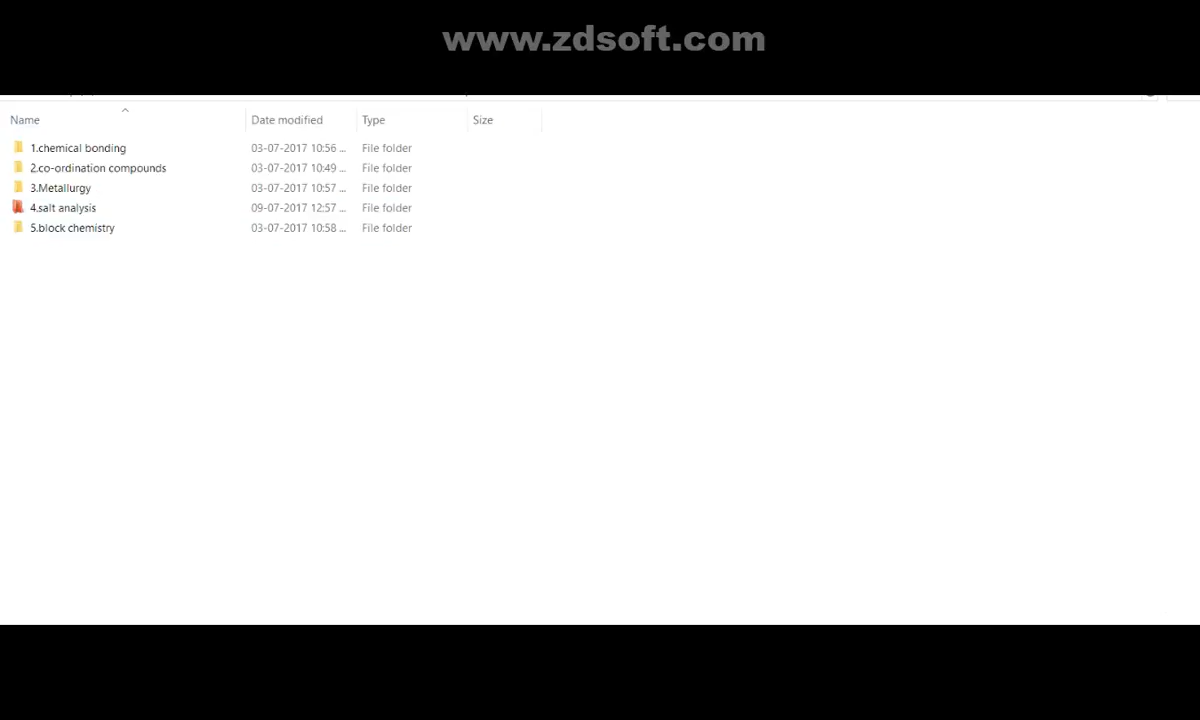 www.zdsoft.com
Name Date modified Type Size
1.chemical bonding 03-07-2017 10:56 ... File folder
2.co-ordination compounds 03-07-2017 10:49 ... File folder
3.Metallurgy 03-07-2017 10:57 ... File folder
4.salt analysis 09-07-2017 12:57 ... File folder
5.block chemistry 03-07-2017 10:58 ... File folder